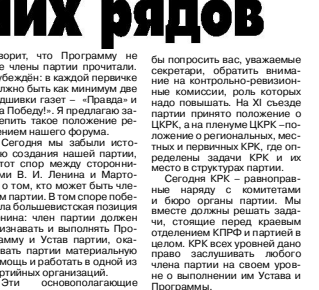 них рядов
ворит, что Программу не
е члены партии прочитали.
убеждён: в каждой первичке
лжно быть как минимум две
дшивки газет – «Правда» и
а Победу!». Я предлагаю за-
епить такое положение ре-
ением нашего форума.
Сегодня мы забыли исто-
ю создания нашей партии,
тот спор между сторонни-
ми В. И. Ленина и Марто-
о том, кто может быть чле-
м партии. В том споре побе-
ла большевистская позиция
нина: член партии должен
изнавать и выполнять Про-
амму и Устав партии, ока-
вать партии материальную
мощь и работать в одной из
ртийных организаций.
Эти основополагающие
бы попросить вас, уважаемые
секретари, обратить внима-
ние на контрольно-ревизион-
ные комиссии, роль которых
надо повышать. На XI съезде
партии принято положение о
ЦКРК, а на пленуме ЦКРК – по-
ложение о региональных, мес-
тных и первичных КРК, где оп-
ределены задачи КРК и их
место в структурах партии.
Сегодня КРК – равноправ-
ные наряду с комитетами
и бюро органы партии. Мы
вместе должны решать зада-
чи, стоящие перед краевым
отделением КПРФ и партией в
целом. КРК всех уровней дано
право заслушивать любого
члена партии на своем уров-
не о выполнении им Устава и
Программы.